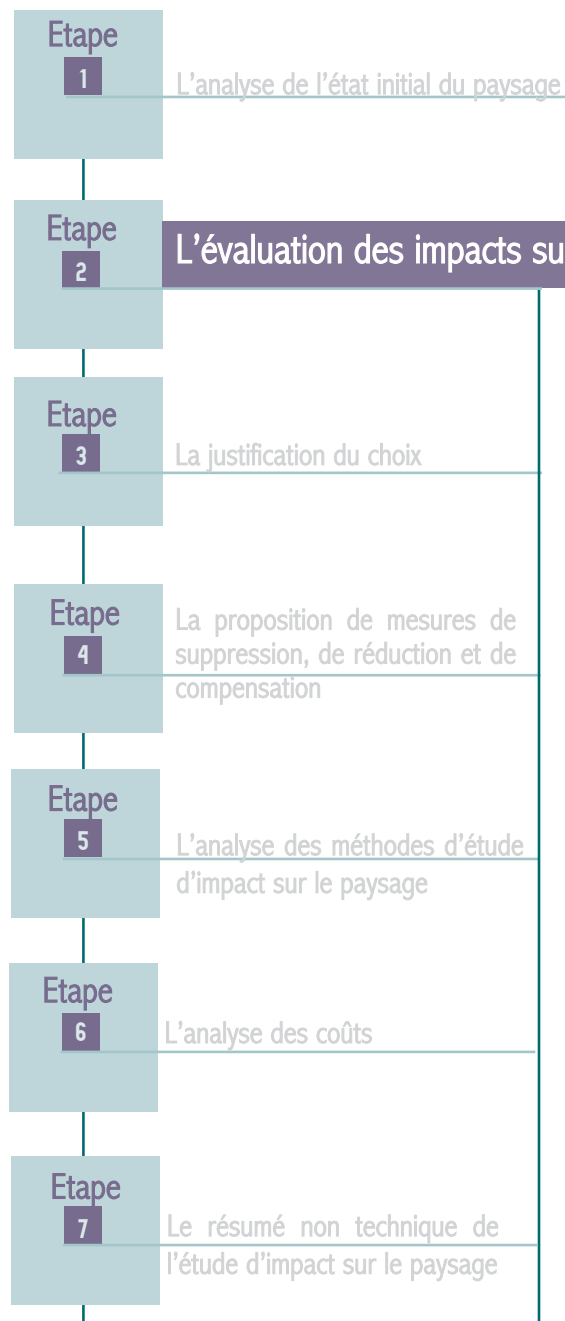 Etape
1
L’analyse de l’état initial du paysage
Etape
2
L’évaluation des impacts su
Etape
3
La justification du choix
Etape
4
La proposition de mesures de
suppression, de réduction et de
compensation
Etape
5
L’analyse des méthodes d’étude
d’impact sur le paysage
Etape
6
L’analyse des coûts
Etape
7
Le résumé non technique de
l’étude d’impact sur le paysage